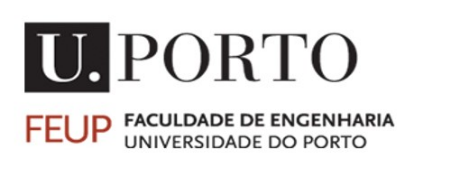 U. PORTO
FEUP FACULDADE DE ENGENHARIA
UNIVERSIDADE DO PORTO